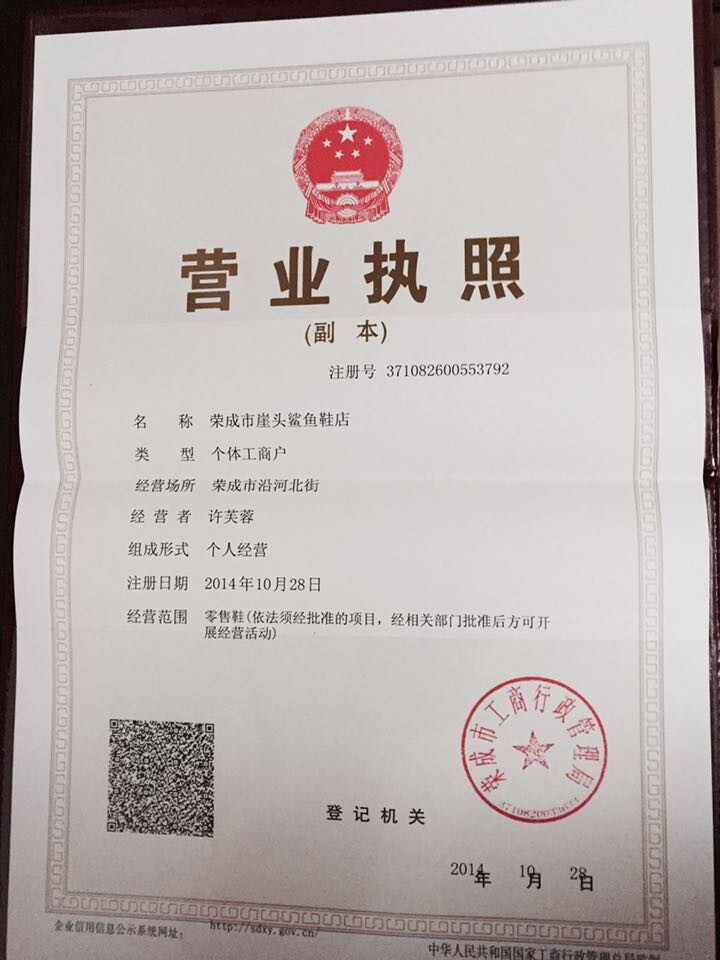 营业执照
(副 本)
注册号 371082600553792
名 称 荣成市崖头鲨鱼鞋店
类 型 个体工商户
经营场所 荣成市沿河北街
经 营 者 许芙蓉
组成形式 个人经营
注册日期 2014年10月28日
经营范围 零售鞋(依法须经批准的项目，经相关部门批准后方可开
展经营活动)
荣成市工商行政管理局
登记机关
2014年 10月 28日
企业信用信息公示系统网址： http://sdxy.gov.cn/
中华人民共和国国家工商行政管理总局监制